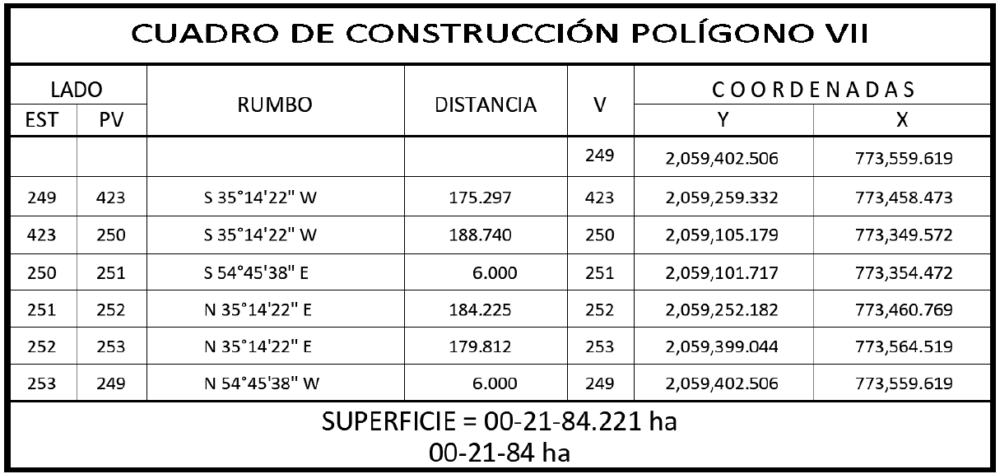 CUADRO DE CONSTRUCCIÓN POLÍGONO VII
LADO RUMBO DISTANCIA V C O O R D E N A D A S
EST PV Y X
249 2,059,402.506 773,559.619
249 423 S 35°14'22" W 175.297 423 2,059,259.332 773,458.473
423 250 S 35°14'22" W 188.740 250 2,059,105.179 773,349.572
250 251 S 54°45'38" E 6.000 251 2,059,101.717 773,354.472
251 252 N 35°14'22" E 184.225 252 2,059,252.182 773,460.769
252 253 N 35°14'22" E 179.812 253 2,059,399.044 773,564.519
253 249 N 54°45'38" W 6.000 249 2,059,402.506 773,559.619
SUPERFICIE = 00-21-84.221 ha
00-21-84 ha